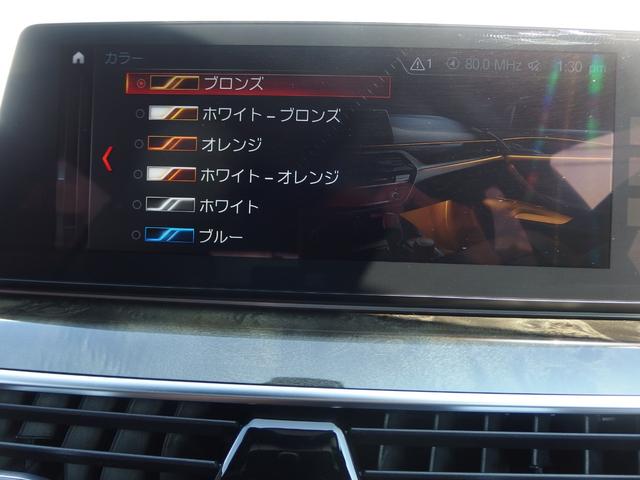 カラー
1 80.0 MHz 1:30 pm
ブロンズ
ホワイト－ブロンズ
オレンジ
ホワイト－オレンジ
ホワイト
ブルー